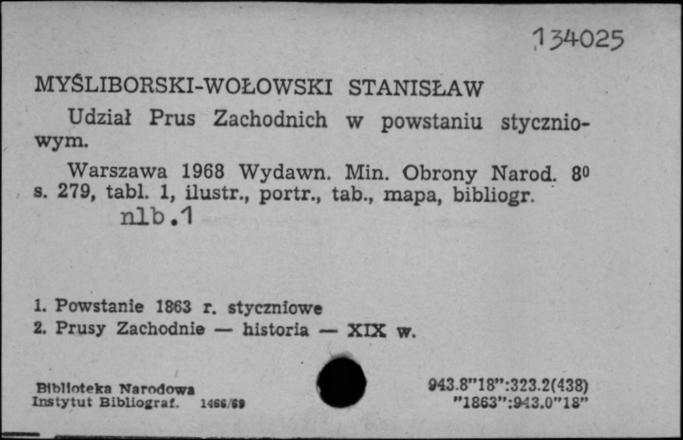 134025
MYŚLIBORSKI-WOŁOWSKI STANISŁAW
Udział Prus Zachodnich w powstaniu stycznio-
wym.
Warszawa 1968 Wydawn. Min. Obrony Narod. 8⁰
s. 279, tabl. 1, ilustr., portr., tab., mapa, bibliogr.
nlb.1
1. Powstanie 1863 r. styczniowe
2. Prusy Zachodnie — historia — XIX w.
Biblioteka Narodowa
Instytut Bibliograf. 1466/69
943.8"18":323.2(438)
"1863":943.0"18"